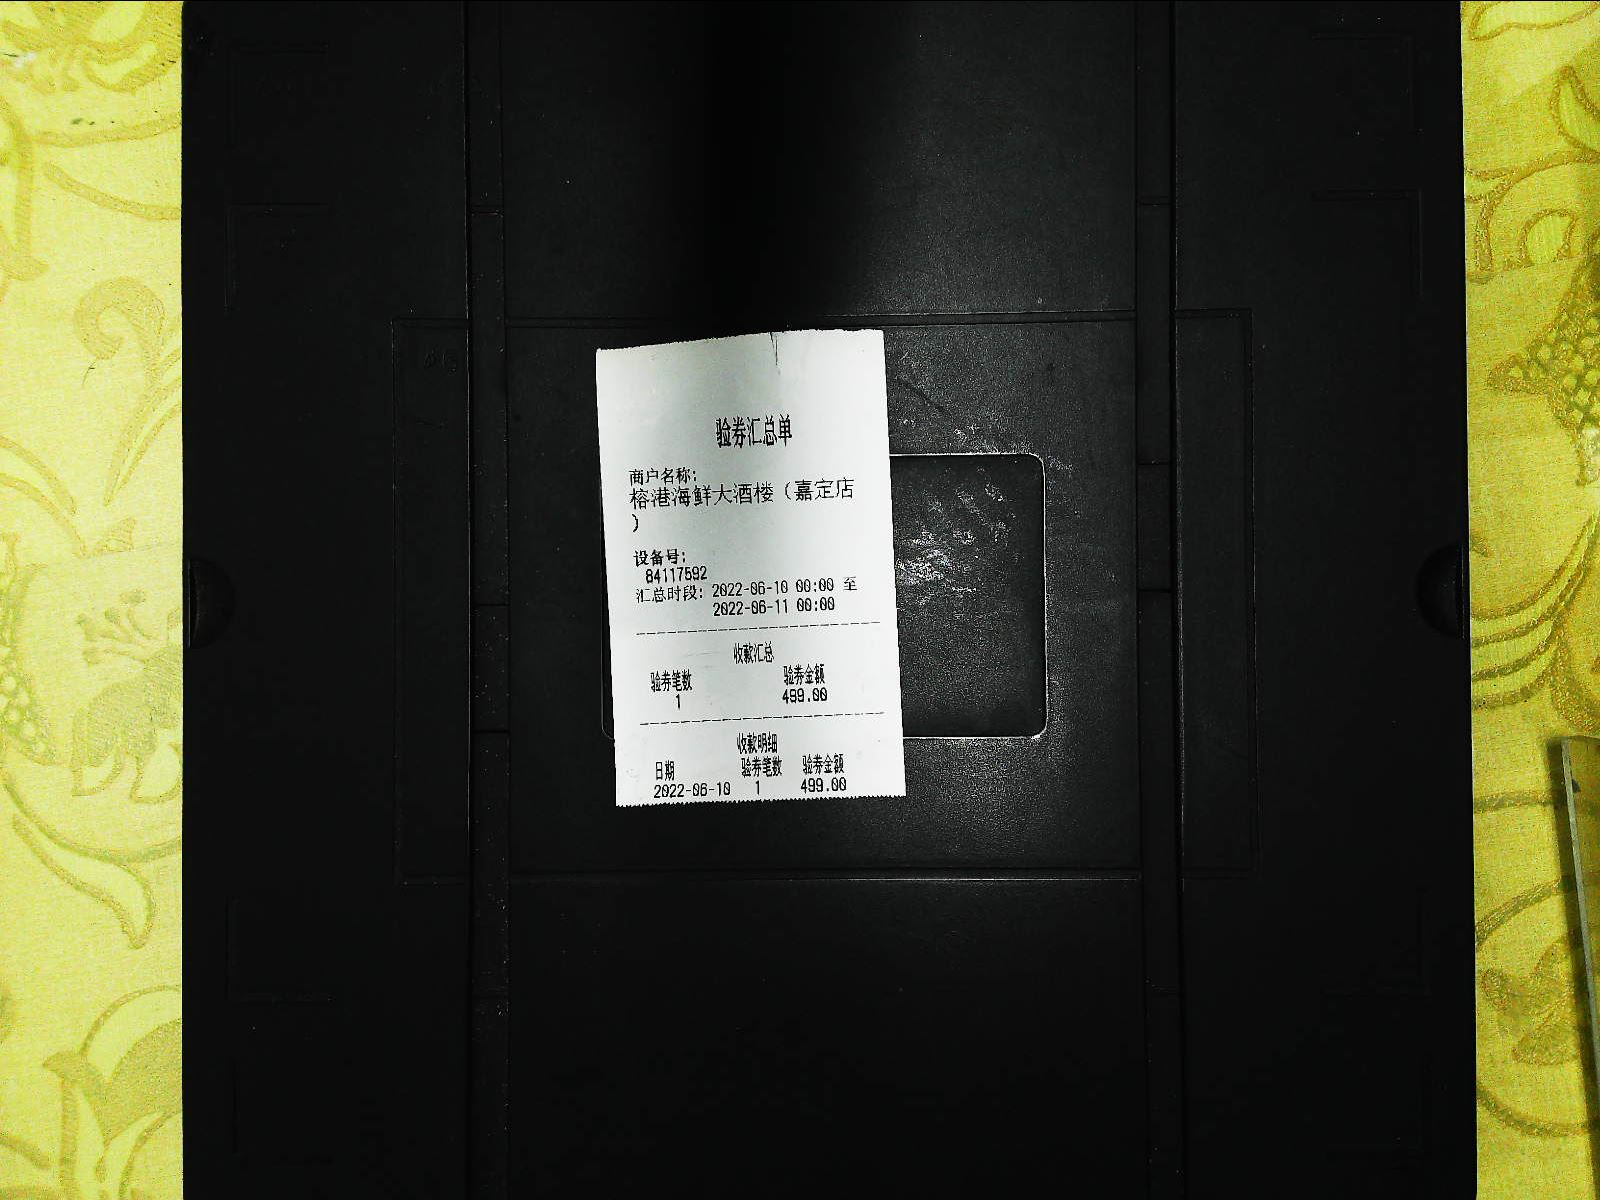 验券汇总单
商户名称:
榕港海鲜大酒楼（嘉定店
）
设备号:
84117592
汇总时段: 2022-06-10 00:00 至
2022-06-11 00:00
收款汇总
验券笔数 验券金额
1 499.00
收款明细
日期 验券笔数 验券金额
2022-06-10 1 499.00